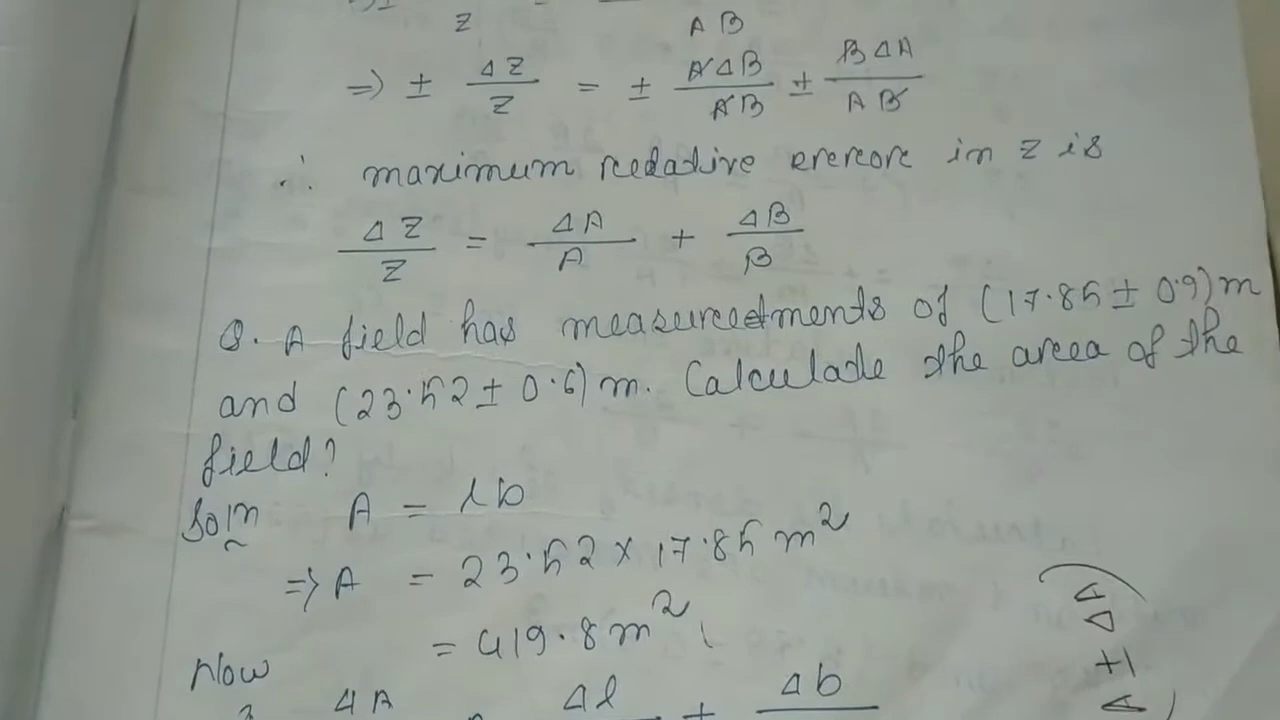 Z A B
=> ± ΔZ/Z = ± AΔB/AB ± BΔA/AB
∴ maximum relative error in z is
ΔZ/Z = ΔA/A + ΔB/B
Q. A field has measurements of (17.85 ± 0.9) m
and (23.52 ± 0.6) m. Calculate the area of the
field?
Soln A = lb
=> A = 23.52 × 17.85 m²
= 419.8 m²
Now
ΔA Δl + Δb